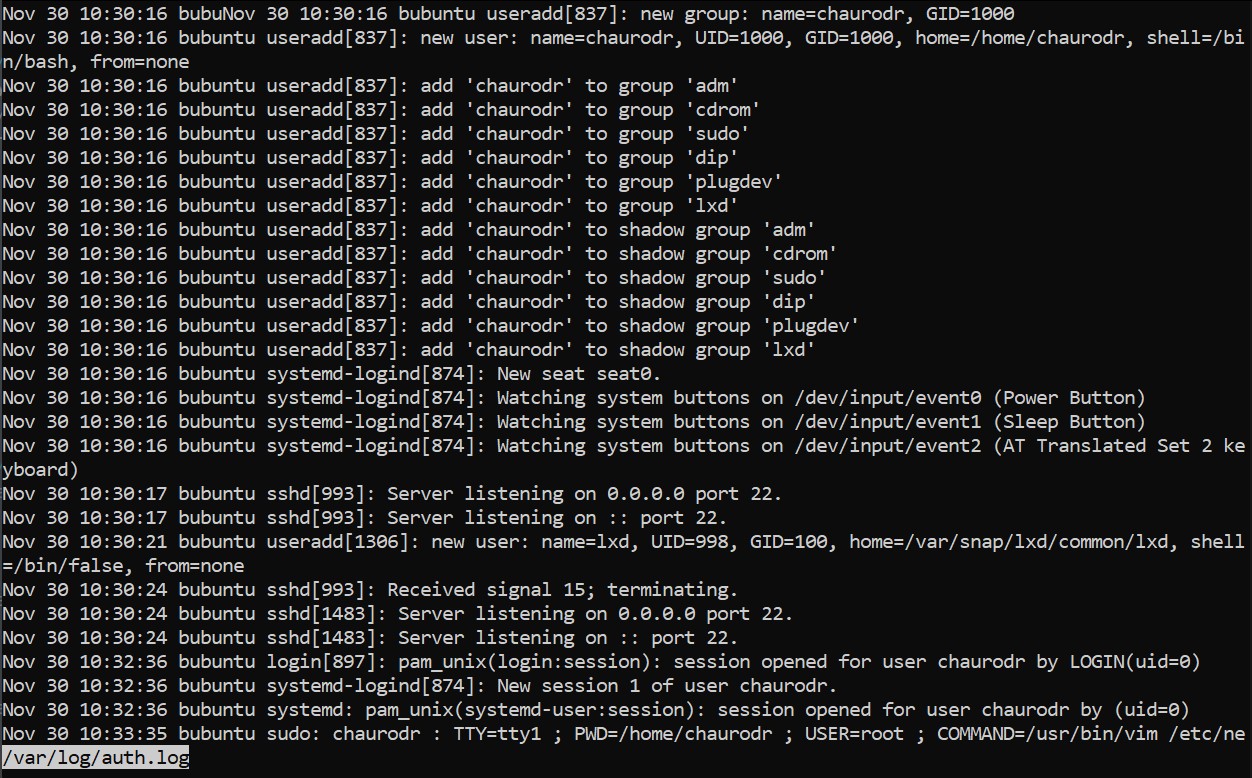 Nov 30 10:30:16 bubuNov 30 10:30:16 bubuntu useradd[837]: new group: name=chaurodr, GID=1000
Nov 30 10:30:16 bubuntu useradd[837]: new user: name=chaurodr, UID=1000, GID=1000, home=/home/chaurodr, shell=/bi
n/bash, from=none
Nov 30 10:30:16 bubuntu useradd[837]: add 'chaurodr' to group 'adm'
Nov 30 10:30:16 bubuntu useradd[837]: add 'chaurodr' to group 'cdrom'
Nov 30 10:30:16 bubuntu useradd[837]: add 'chaurodr' to group 'sudo'
Nov 30 10:30:16 bubuntu useradd[837]: add 'chaurodr' to group 'dip'
Nov 30 10:30:16 bubuntu useradd[837]: add 'chaurodr' to group 'plugdev'
Nov 30 10:30:16 bubuntu useradd[837]: add 'chaurodr' to group 'lxd'
Nov 30 10:30:16 bubuntu useradd[837]: add 'chaurodr' to shadow group 'adm'
Nov 30 10:30:16 bubuntu useradd[837]: add 'chaurodr' to shadow group 'cdrom'
Nov 30 10:30:16 bubuntu useradd[837]: add 'chaurodr' to shadow group 'sudo'
Nov 30 10:30:16 bubuntu useradd[837]: add 'chaurodr' to shadow group 'dip'
Nov 30 10:30:16 bubuntu useradd[837]: add 'chaurodr' to shadow group 'plugdev'
Nov 30 10:30:16 bubuntu useradd[837]: add 'chaurodr' to shadow group 'lxd'
Nov 30 10:30:16 bubuntu systemd-logind[874]: New seat seat0.
Nov 30 10:30:16 bubuntu systemd-logind[874]: Watching system buttons on /dev/input/event0 (Power Button)
Nov 30 10:30:16 bubuntu systemd-logind[874]: Watching system buttons on /dev/input/event1 (Sleep Button)
Nov 30 10:30:16 bubuntu systemd-logind[874]: Watching system buttons on /dev/input/event2 (AT Translated Set 2 ke
yboard)
Nov 30 10:30:17 bubuntu sshd[993]: Server listening on 0.0.0.0 port 22.
Nov 30 10:30:17 bubuntu sshd[993]: Server listening on :: port 22.
Nov 30 10:30:21 bubuntu useradd[1306]: new user: name=lxd, UID=998, GID=100, home=/var/snap/lxd/common/lxd, shell
=/bin/false, from=none
Nov 30 10:30:24 bubuntu sshd[993]: Received signal 15; terminating.
Nov 30 10:30:24 bubuntu sshd[1483]: Server listening on 0.0.0.0 port 22.
Nov 30 10:30:24 bubuntu sshd[1483]: Server listening on :: port 22.
Nov 30 10:32:36 bubuntu login[897]: pam_unix(login:session): session opened for user chaurodr by LOGIN(uid=0)
Nov 30 10:32:36 bubuntu systemd-logind[874]: New session 1 of user chaurodr.
Nov 30 10:32:36 bubuntu systemd: pam_unix(systemd-user:session): session opened for user chaurodr by (uid=0)
Nov 30 10:33:35 bubuntu sudo: chaurodr : TTY=tty1 ; PWD=/home/chaurodr ; USER=root ; COMMAND=/usr/bin/vim /etc/ne
/var/log/auth.log